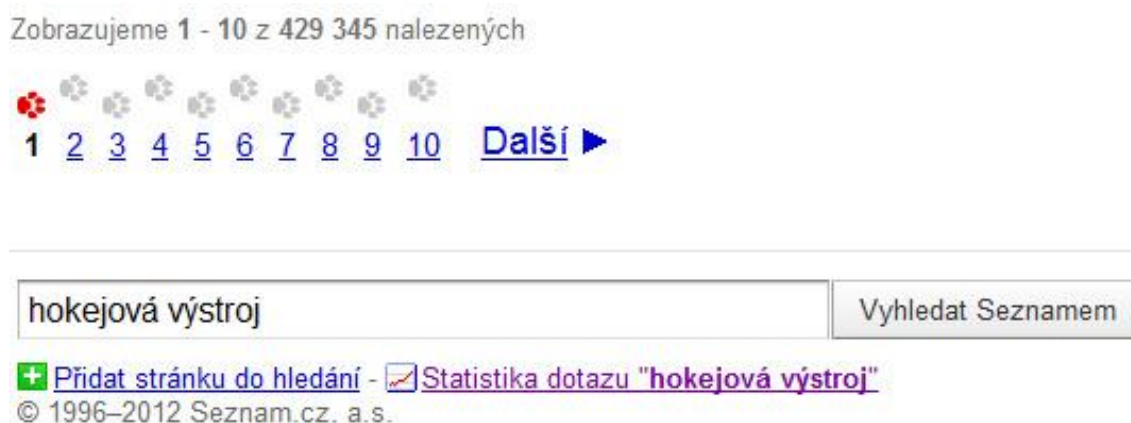 Zobrazujeme 1 - 10 z 429 345 nalezených
1 2 3 4 5 6 7 8 9 10 Další ►
hokejová výstroj Vyhledat Seznamem
Přidat stránku do hledání - Statistika dotazu "hokejová výstroj"
© 1996–2012 Seznam.cz, a.s.